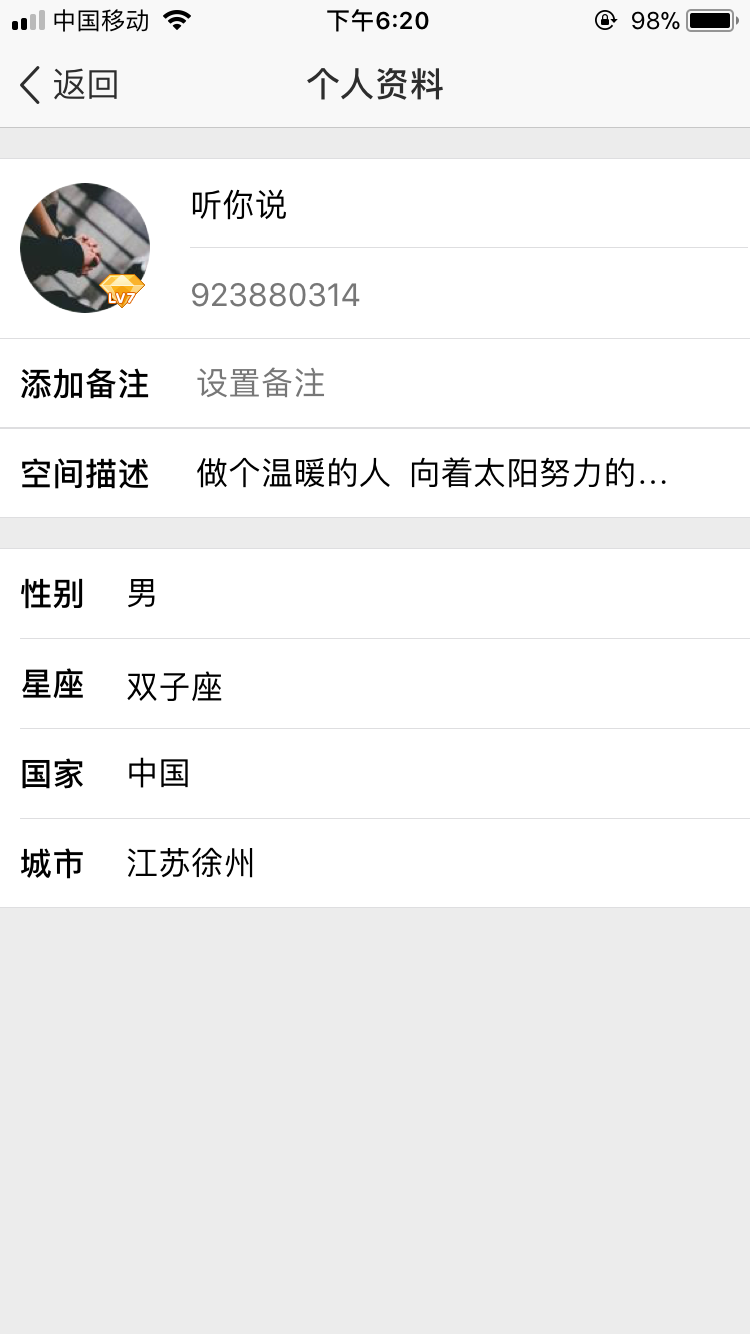 中国移动 下午6:20 98%
返回 个人资料
听你说
LV7
923880314
添加备注 设置备注
空间描述 做个温暖的人 向着太阳努力的...
性别 男
星座 双子座
国家 中国
城市 江苏徐州